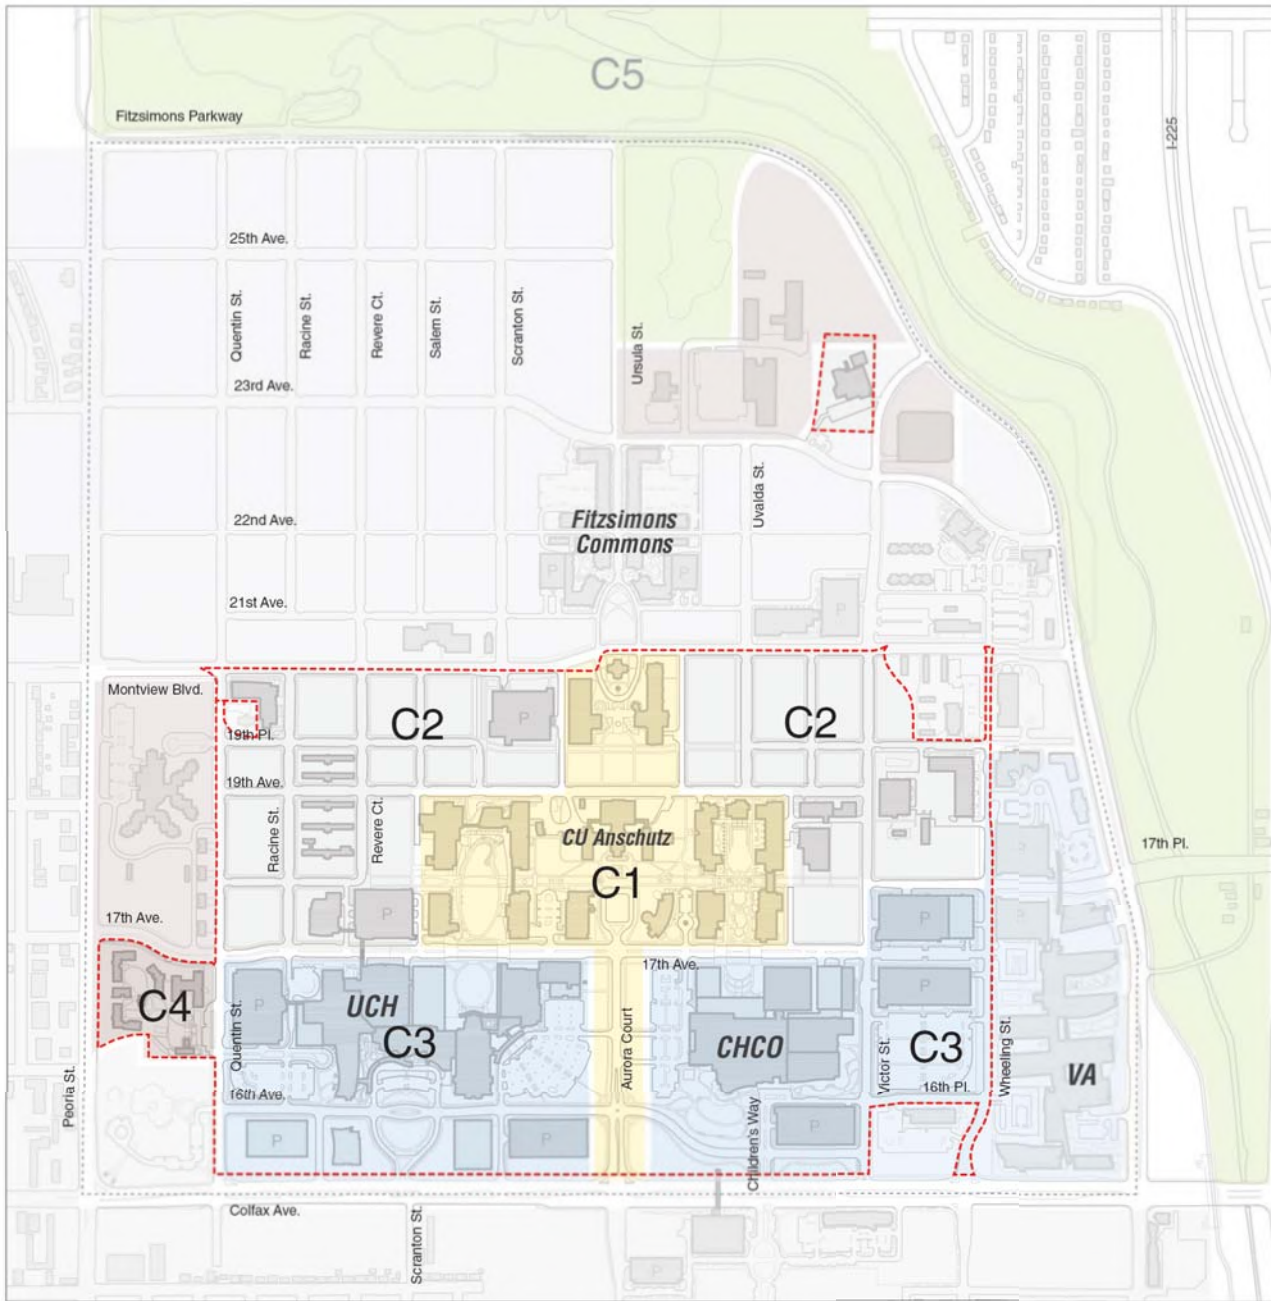 C5
Fitzsimons Parkway
I-225
25th Ave.
Quentin St.
Racine St.
Revere Ct.
Salem St.
Scranton St.
Ursula St.
23rd Ave.
Uvalda St.
22nd Ave.
Fitzsimons
Commons
P
P
21st Ave.
P
Montview Blvd.
C2
P
C2
19th Pl.
19th Ave.
Racine St.
Revere Ct.
CU Anschutz
C1
17th Pl.
17th Ave.
P
P
17th Ave.
C4
Quentin St.
P
UCH
C3
Aurora Court
CHCO
P
Victor St.
C3
Wheeling St.
VA
Peoria St.
16th Ave.
16th Pl.
P
P
Children's Way
P
Colfax Ave.
Scranton St.
P
P